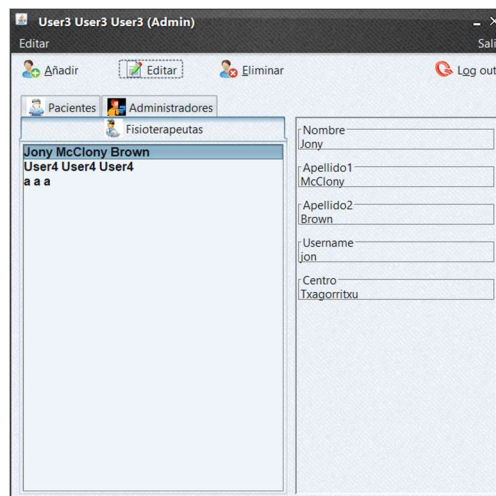 User3 User3 User3 (Admin)
Editar
Añadir Editar Eliminar Log out
Pacientes Administradores
Fisioterapeutas
Jony McClony Brown
User4 User4 User4
a a a
Nombre
Jony
Apellido1
McClony
Apellido2
Brown
Username
jon
Centro
Txagorritxu